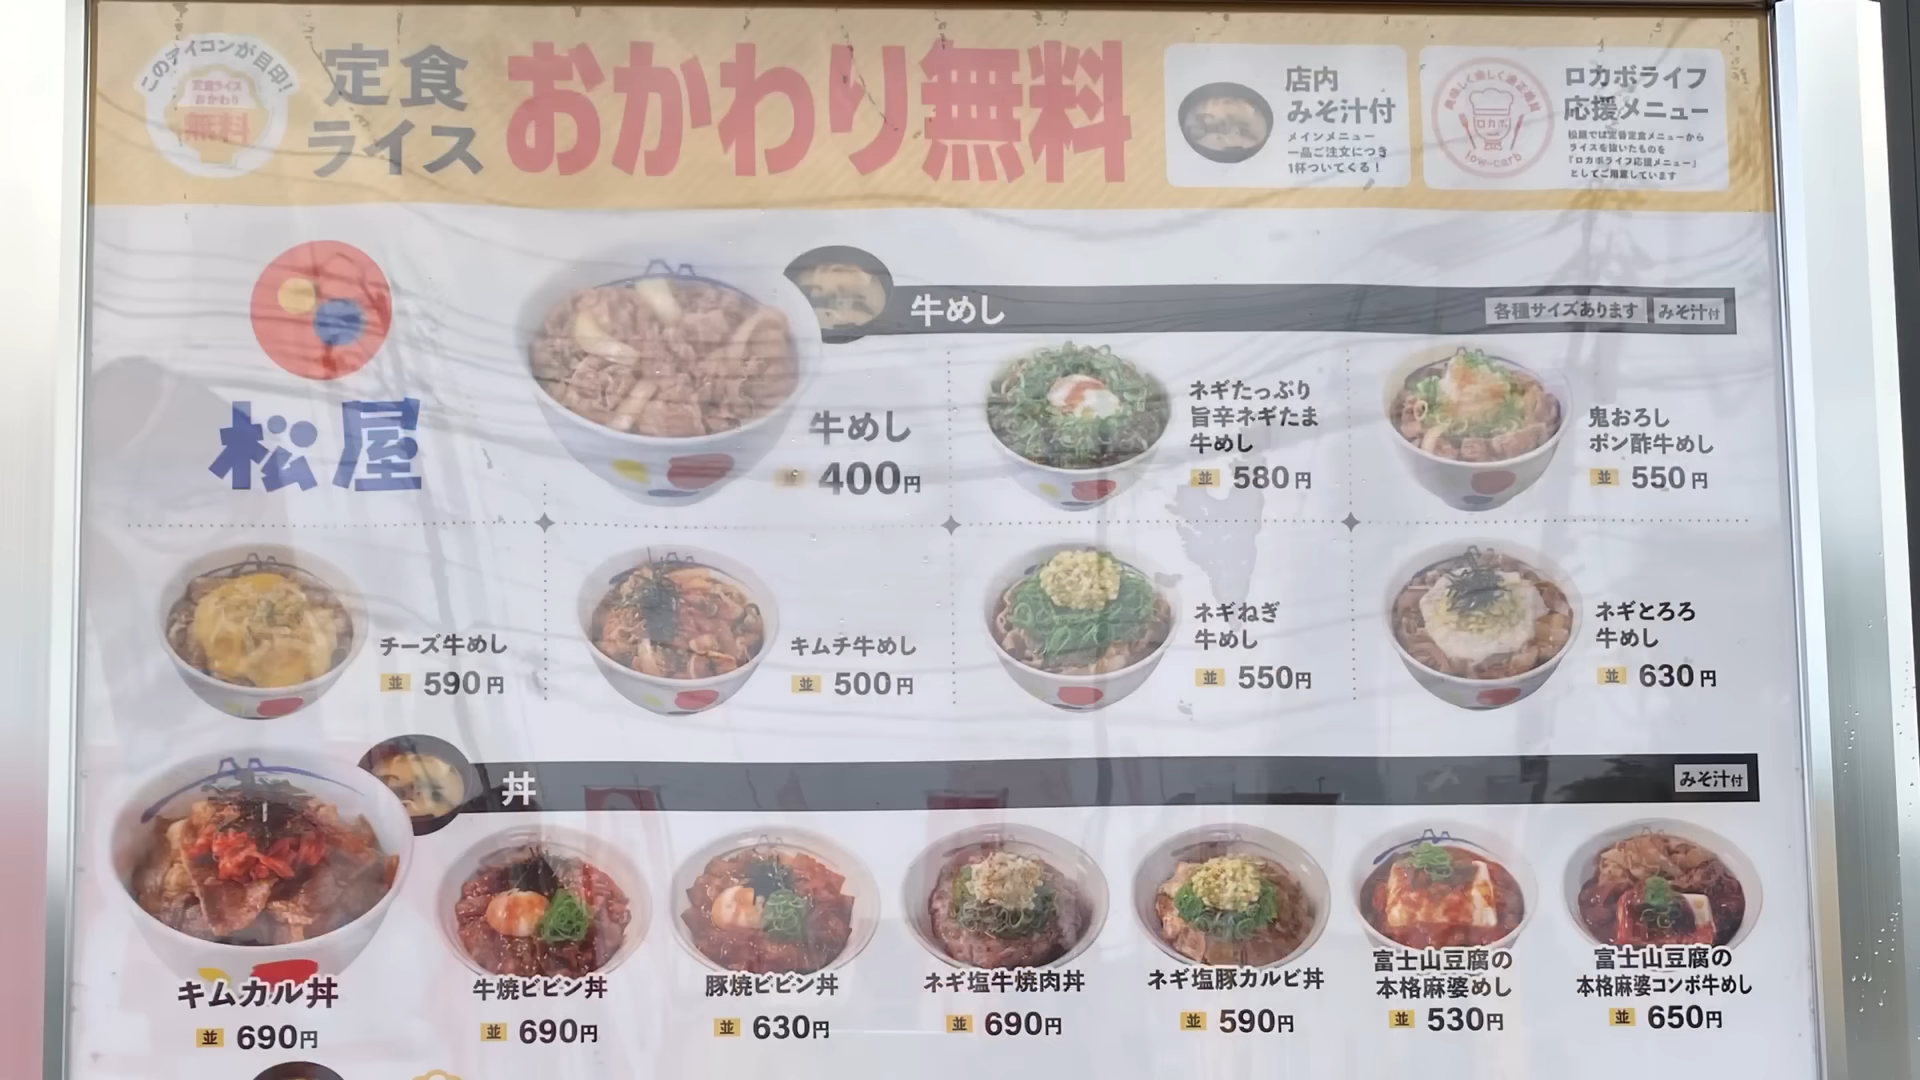 このアイコンが目印!
定食ライス
おかわり
無料
定食
ライス
おかわり無料
店内
みそ汁付
メインメニュー
一品ご注文につき
1杯ついてくる!
美味しく楽しく適正糖質
ロカボ
low-carb
ロカボライフ
応援メニュー
松屋では定番定食メニューから
ライスを抜いたものを
『ロカボライフ応援メニュー』
としてご用意しています
松屋
牛めし
各種サイズあります
みそ汁付
牛めし
並 400円
ネギたっぷり
旨辛ネギたま
牛めし
並 580円
鬼おろし
ポン酢牛めし
並 550円
チーズ牛めし
並 590円
キムチ牛めし
並 500円
ネギねぎ
牛めし
並 550円
ネギとろろ
牛めし
並 630円
丼
みそ汁付
キムカル丼
並 690円
牛焼ビビン丼
並 690円
豚焼ビビン丼
並 630円
ネギ塩牛焼肉丼
並 690円
ネギ塩豚カルビ丼
並 590円
富士山豆腐の
本格麻婆めし
並 530円
富士山豆腐の
本格麻婆コンボ牛めし
並 650円